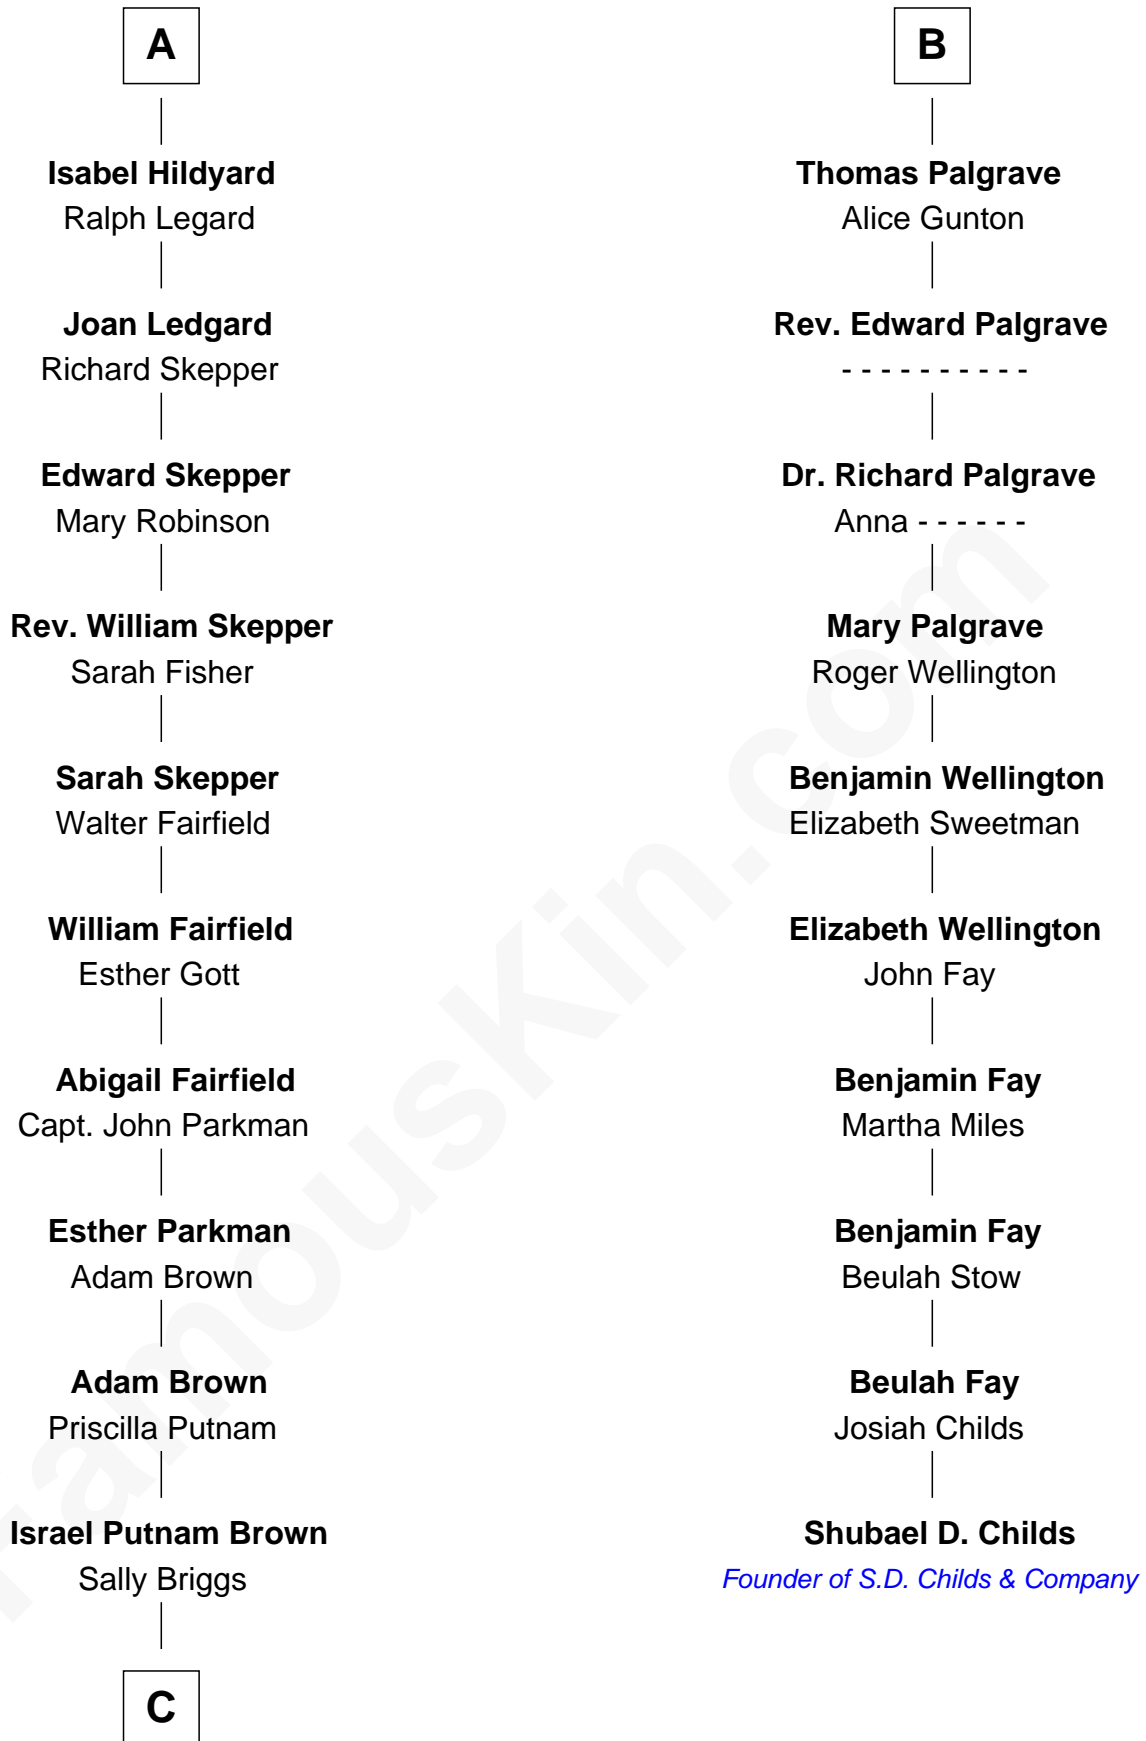 A
Isabel Hildyard
Ralph Legard
Joan Ledgard
Richard Skepper
Edward Skepper
Mary Robinson
Rev. William Skepper
Sarah Fisher
Sarah Skepper
Walter Fairfield
William Fairfield
Esther Gott
Abigail Fairfield
Capt. John Parkman
Esther Parkman
Adam Brown
Adam Brown
Priscilla Putnam
Israel Putnam Brown
Sally Briggs
C
B
Thomas Palgrave
Alice Gunton
Rev. Edward Palgrave
- - - - - - - - - -
Dr. Richard Palgrave
Anna - - - - - -
Mary Palgrave
Roger Wellington
Benjamin Wellington
Elizabeth Sweetman
Elizabeth Wellington
John Fay
Benjamin Fay
Martha Miles
Benjamin Fay
Beulah Stow
Beulah Fay
Josiah Childs
Shubael D. Childs
Founder of S.D. Childs & Company
FamousKin.com